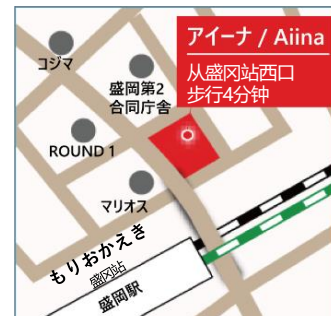 アイーナ / Aiina
从盛冈站西口
步行4分钟
コジマ
盛岡第2
合同庁舎
ROUND 1
マリオス
もりおかえき
盛冈站
盛岡駅